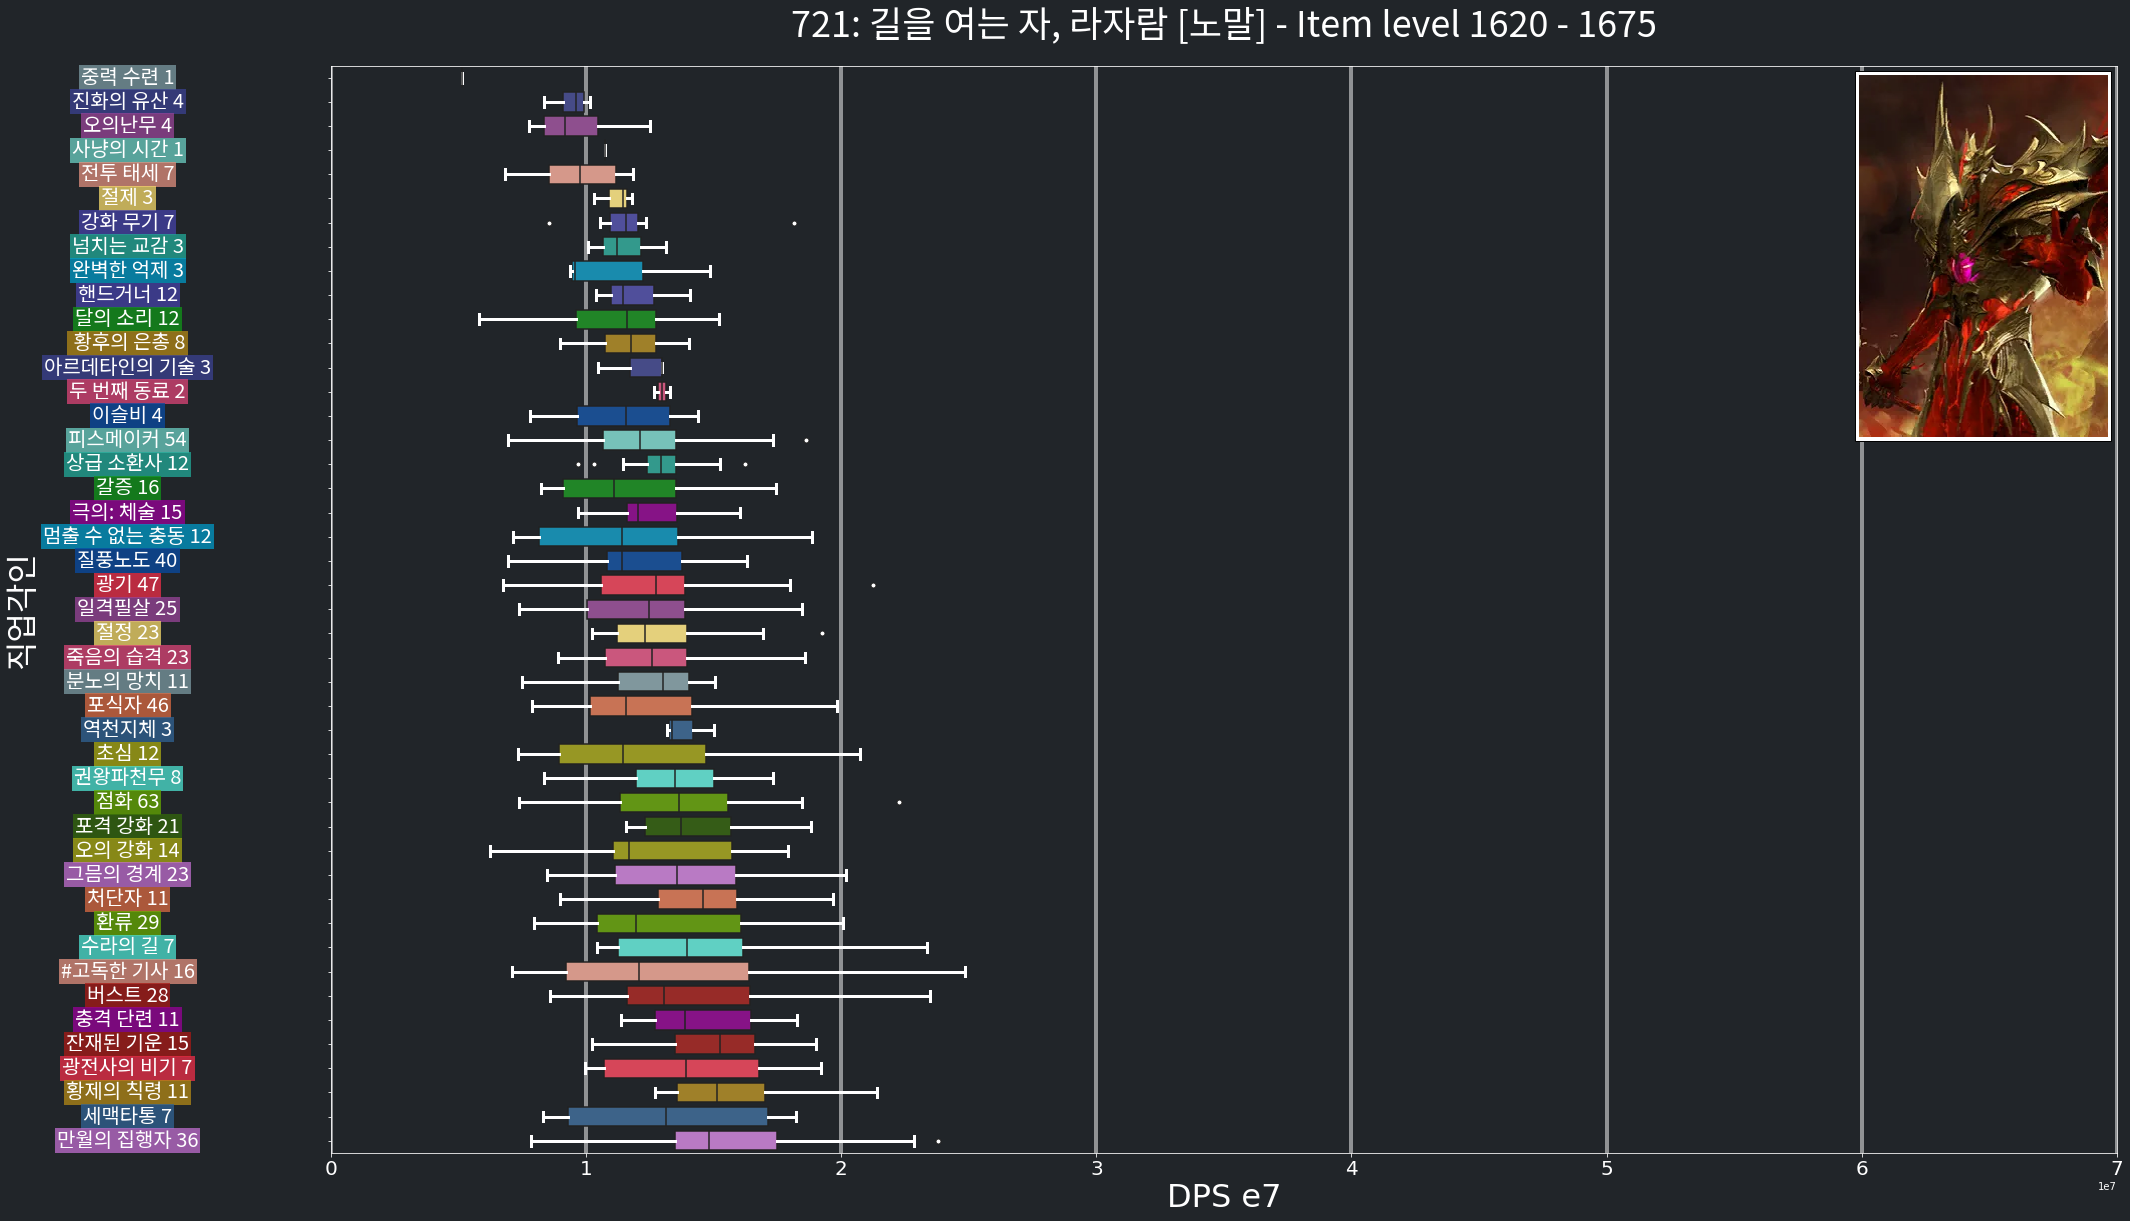 721: 길을 여는 자, 라자람 [노말] - Item level 1620 - 1675
중력 수련 1
진화의 유산 4
오의난무 4
사냥의 시간 1
전투 태세 7
절제 3
강화 무기 7
넘치는 교감 3
완벽한 억제 3
핸드거너 12
달의 소리 12
황후의 은총 8
아르데타인의 기술 3
두 번째 동료 2
이슬비 4
피스메이커 54
상급 소환사 12
갈증 16
극의: 체술 15
멈출 수 없는 충동 12
질풍노도 40
광기 47
일격필살 25
절정 23
죽음의 습격 23
분노의 망치 11
포식자 46
역천지체 3
초심 12
권왕파천무 8
점화 63
포격 강화 21
오의 강화 14
그믐의 경계 23
처단자 11
환류 29
수라의 길 7
#고독한 기사 16
버스트 28
충격 단련 11
잔재된 기운 15
광전사의 비기 7
황제의 칙령 11
세맥타통 7
만월의 집행자 36
직업각인
0 1 2 3 4 5 6 7
1e7
DPS e7